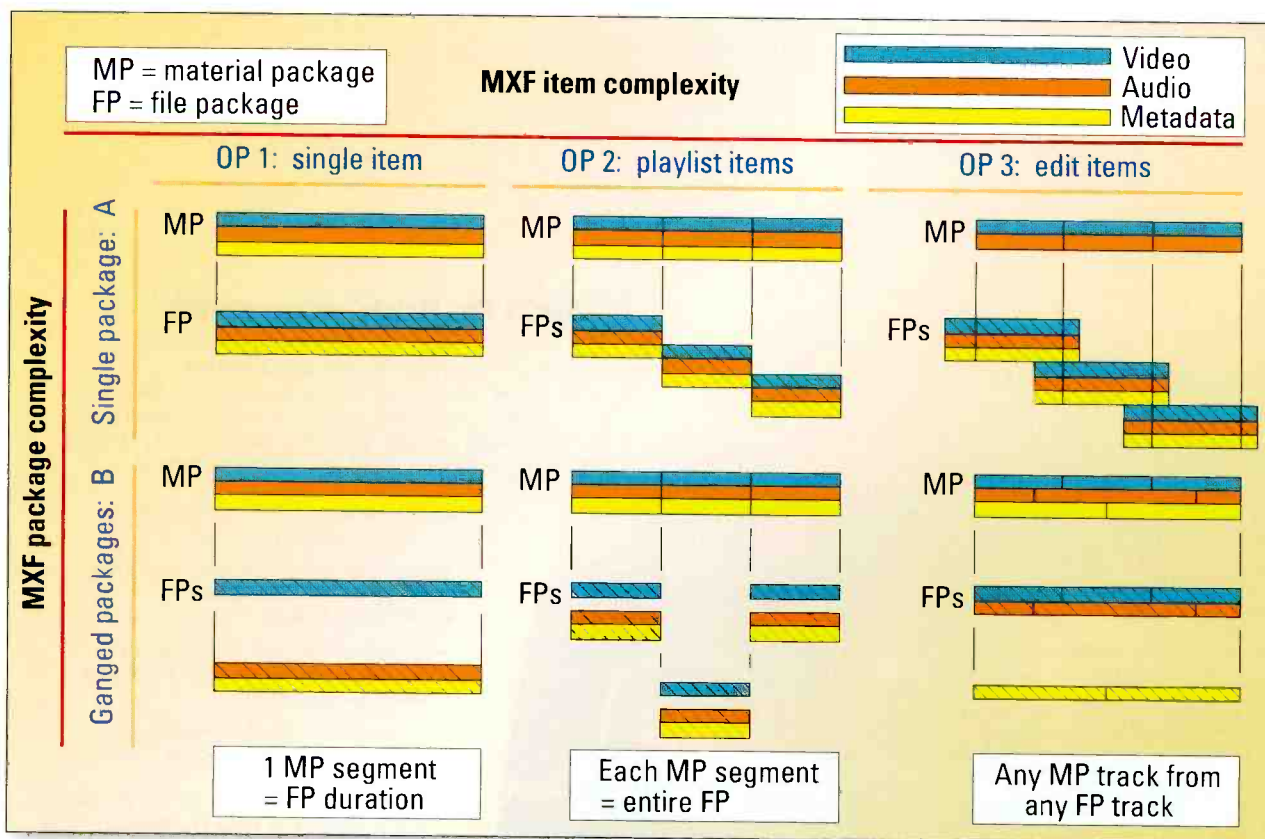 MP = material package
FP = file package
MXF item complexity
Video
Audio
Metadata
OP 1: single item
OP 2: playlist items
OP 3: edit items
MXF package complexity
Single package: A
MP
MP
MP
FP
FPs
FPs
Ganged packages: B
MP
MP
MP
FPs
FPs
FPs
1 MP segment
= FP duration
Each MP segment
= entire FP
Any MP track from
any FP track